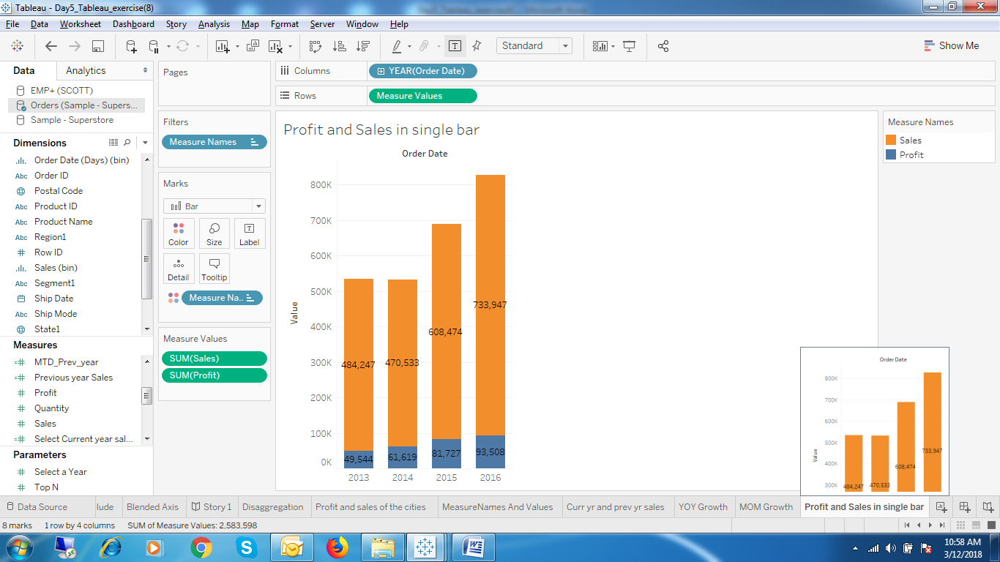 Tableau - Day5_Tableau_exercise(8)
File Data Worksheet Dashboard Story Analysis Map Format Server Window Help
Standard
Show Me
Data Analytics
EMP+ (SCOTT)
Orders (Sample - Supers...
Sample - Superstore
Dimensions
Order Date (Days) (bin)
Abc Order ID
Postal Code
Abc Product ID
Abc Product Name
Abc Region1
# Row ID
Sales (bin)
Abc Segment1
Ship Date
Abc Ship Mode
State1
Measures
=# MTD_Prev_year
=# Previous year Sales
# Profit
# Quantity
# Sales
=# Select Current year sal...
Parameters
# Select a Year
# Top N
Pages
Filters
Measure Names
Marks
Bar
Color Size Label
Detail Tooltip
Measure Na..
Measure Values
SUM(Sales)
SUM(Profit)
Columns YEAR(Order Date)
Rows Measure Values
Profit and Sales in single bar
Order Date
Value
800K
700K
600K
500K
400K
300K
200K
100K
0K
484,247 470,533 608,474 733,947
49,544 61,619 81,727 93,508
2013 2014 2015 2016
Measure Names
Sales
Profit
Order Date
Value
800K
700K
600K
500K
400K
300K
484,247 470,533 608,474 733,947
Data Source lude Blended Axis Story 1 Disaggregation Profit and sales of the cities MeasureNames And Values Curr yr and prev yr sales YOY Growth MOM Growth Profit and Sales in single bar
8 marks 1 row by 4 columns SUM of Measure Values: 2,583,598
10:58 AM
3/12/2018